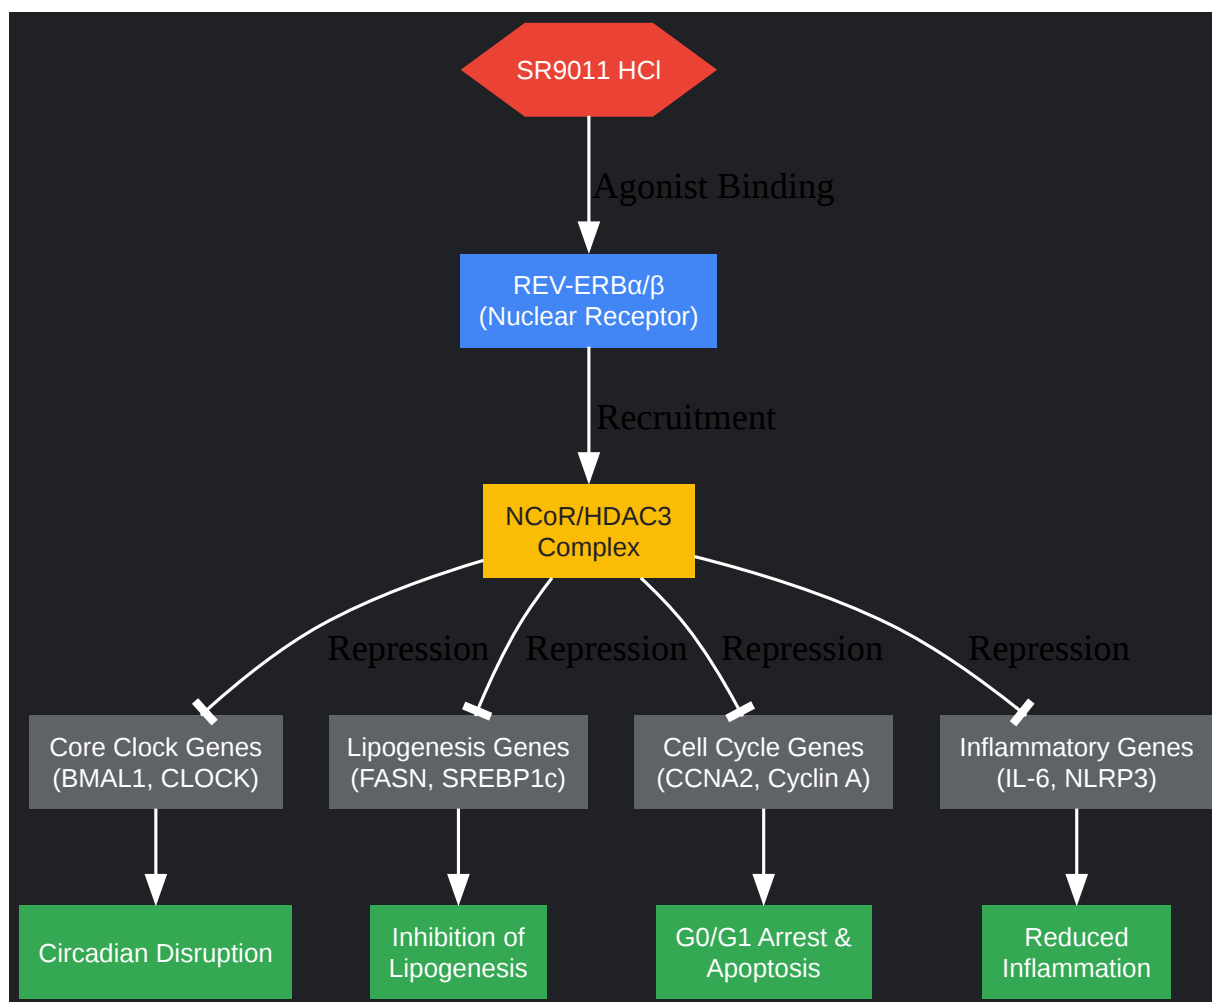 SR9011 HCl
Agonist Binding
REV-ERBα/β
(Nuclear Receptor)
Recruitment
NCoR/HDAC3
Complex
Repression
Repression
Repression
Repression
Core Clock Genes
(BMAL1, CLOCK)
Lipogenesis Genes
(FASN, SREBP1c)
Cell Cycle Genes
(CCNA2, Cyclin A)
Inflammatory Genes
(IL-6, NLRP3)
Circadian Disruption
Inhibition of
Lipogenesis
G0/G1 Arrest &
Apoptosis
Reduced
Inflammation